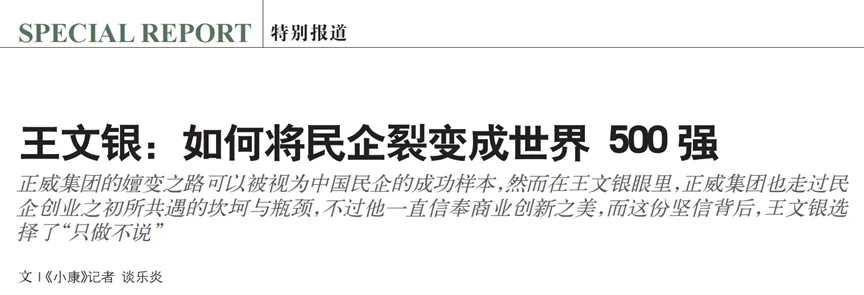 SPECIAL REPORT 特别报道
王文银：如何将民企裂变成世界 500 强
正威集团的嬗变之路可以被视为中国民企的成功样本，然而在王文银眼里，正威集团也走过民
企创业之初所共遇的坎坷与瓶颈，不过他一直信奉商业创新之美，而这份坚信背后，王文银选
择了“只做不说”
文 |《小康》记者 谈乐炎